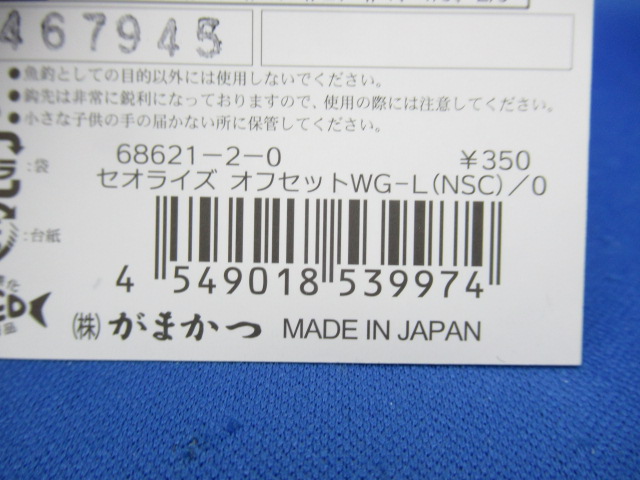 467945
●魚釣としての目的以外には使用しないでください。
●鈎先は非常に鋭利になっておりますので、使用の際には注意してください。
●小さな子供の手の届かない所に保管してください。
:袋
:台紙
68621-2-0 ¥350
セオライズ オフセットWG-L(NSC)/0
4 549018 539974
(株)がまかつ MADE IN JAPAN